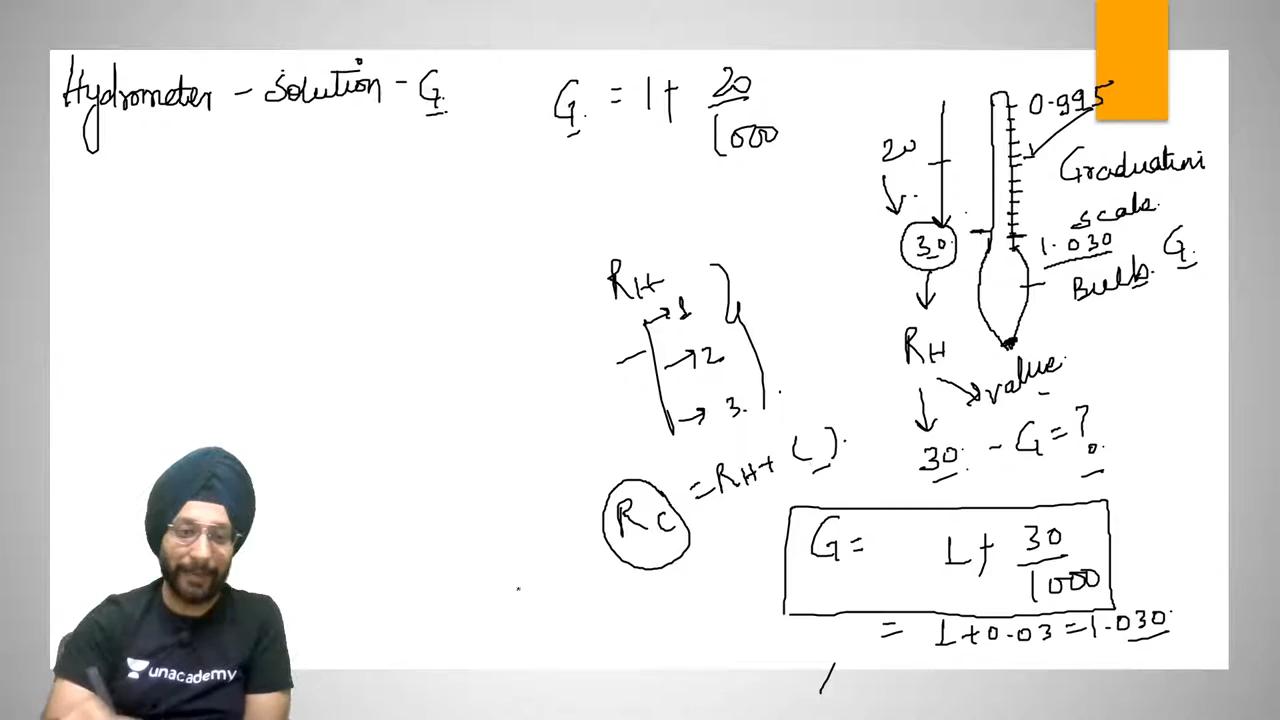 Hydrometer - Solution - G
G = 1 + 20/1000
0.995
20
Graduation
scale.
30
1.030
G
Bulb.
RH
→ 1
→ 2
→ 3.
RH
value
30 - G = ?
RC = RH + ( ).
G = 1 + 30/1000
= 1 + 0.03 = 1.030
unacademy